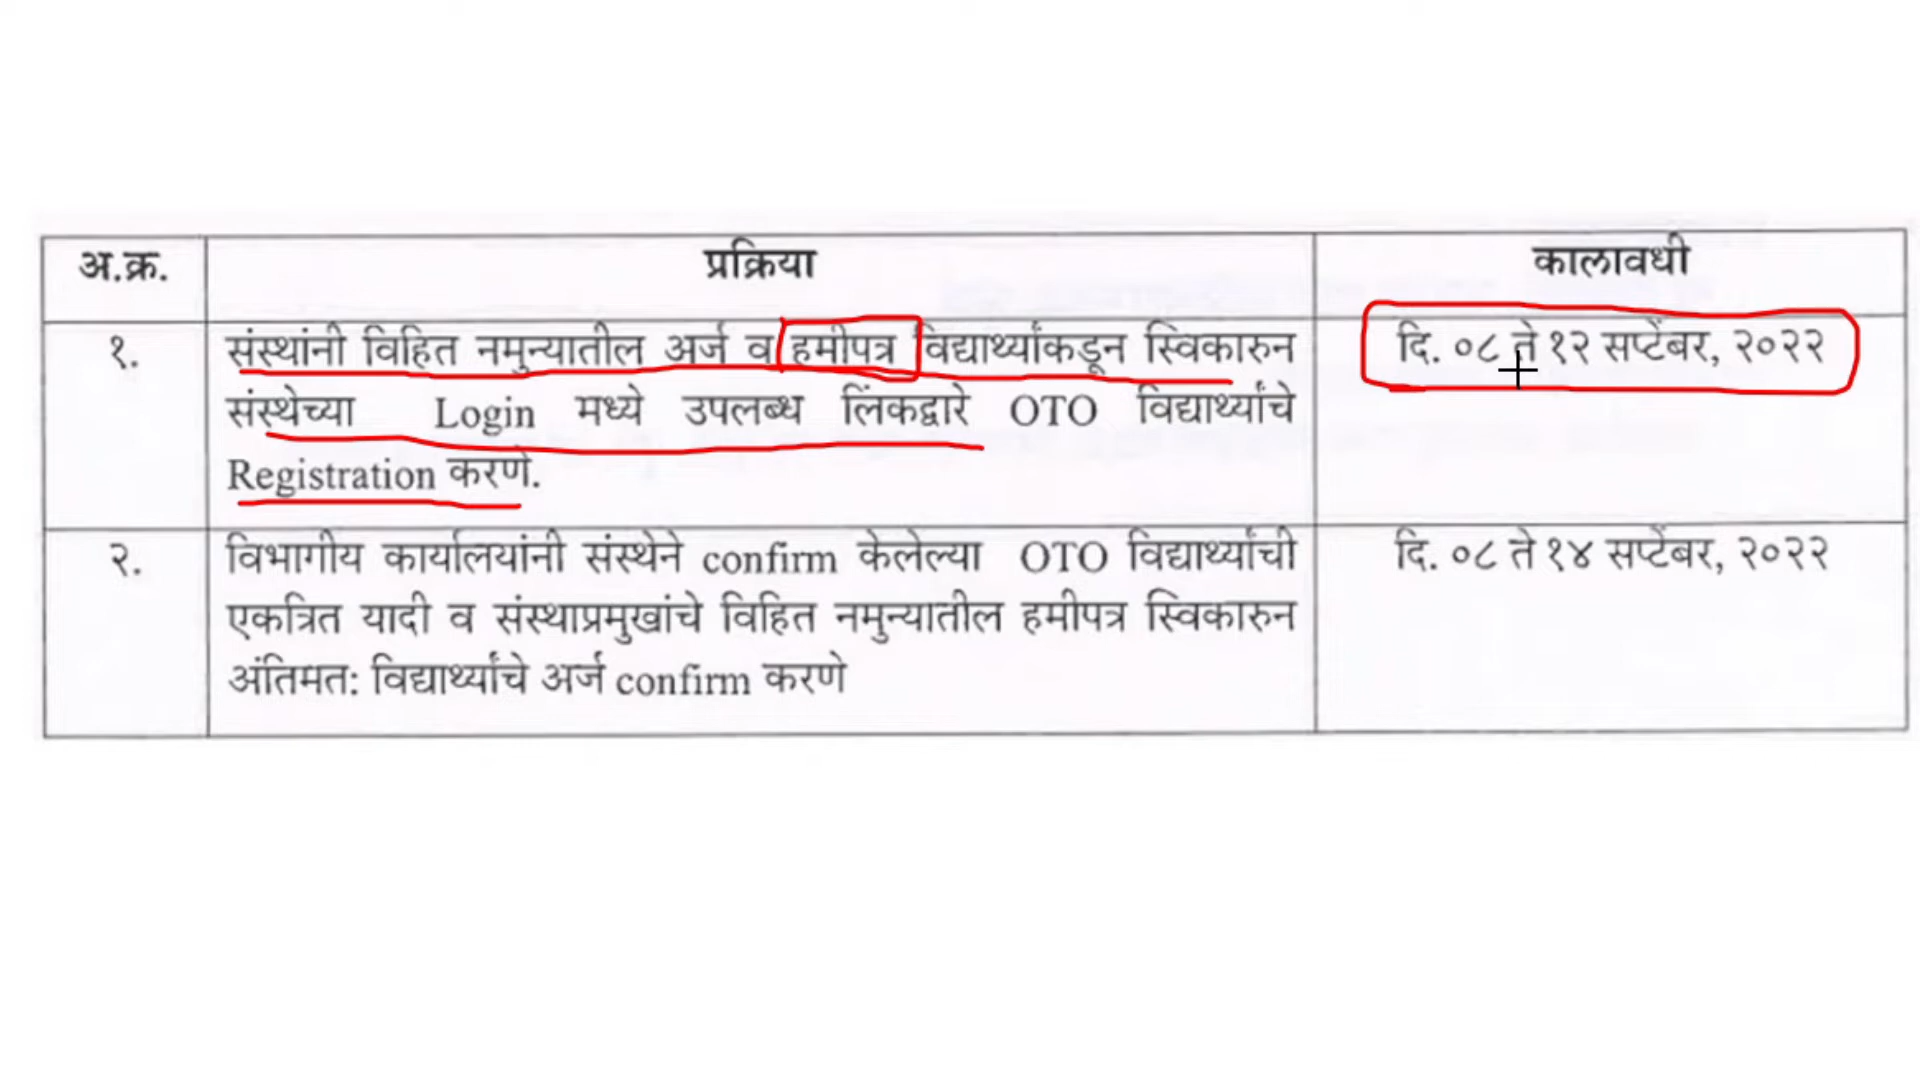 अ.क्र. प्रक्रिया कालावधी
१. संस्थांनी विहित नमुन्यातील अर्ज व हमीपत्र विद्यार्थ्यांकडून स्विकारुन दि. ०८ ते १२ सप्टेंबर, २०२२
संस्थेच्या Login मध्ये उपलब्ध लिंकद्वारे OTO विद्यार्थ्यांचे
Registration करणे.
२. विभागीय कार्यालयांनी संस्थेने confirm केलेल्या OTO विद्यार्थ्यांची दि. ०८ ते १४ सप्टेंबर, २०२२
एकत्रित यादी व संस्थाप्रमुखांचे विहित नमुन्यातील हमीपत्र स्विकारुन
अंतिमत: विद्यार्थ्यांचे अर्ज confirm करणे